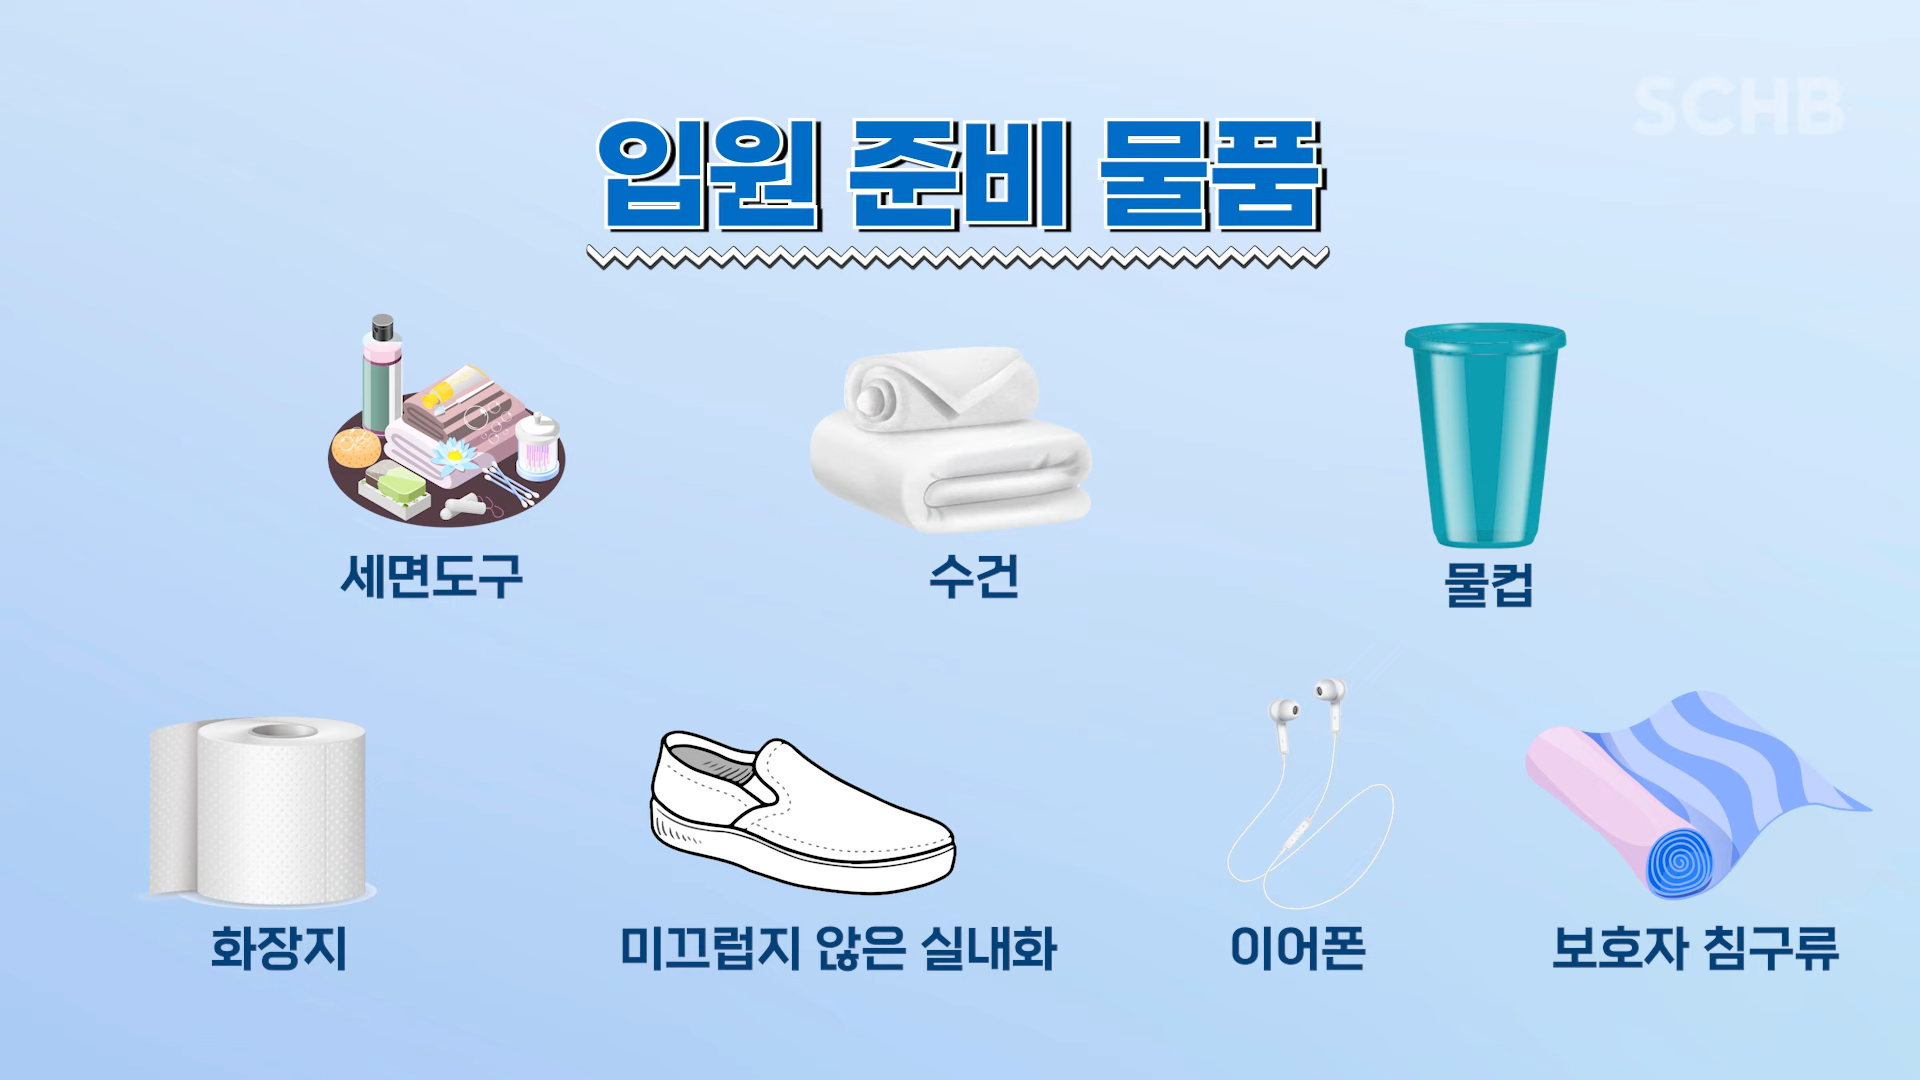 SCHB
입원 준비 물품
세면도구
수건
물컵
화장지
미끄럽지 않은 실내화
이어폰
보호자 침구류